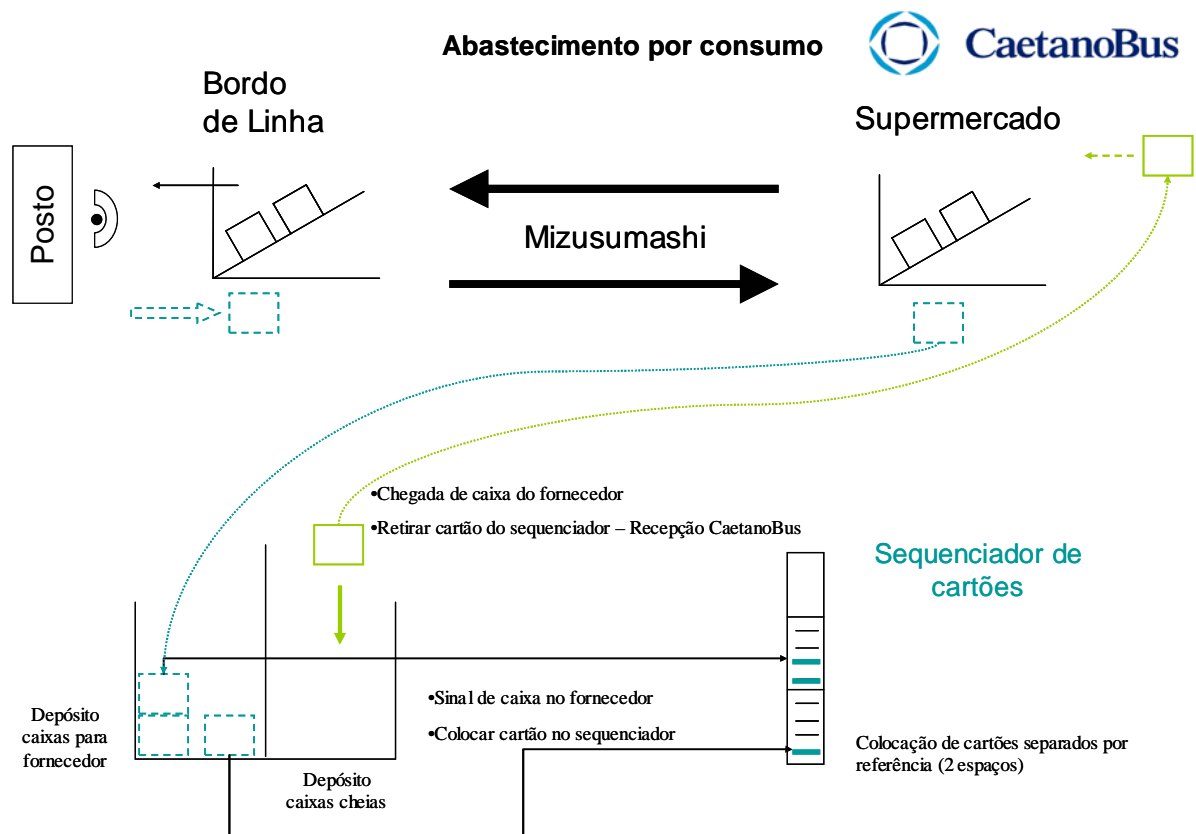 Abastecimento por consumo
CaetanoBus
Bordo
de Linha
Supermercado
Posto
Mizusumashi
•Chegada de caixa do fornecedor
•Retirar cartão do sequenciador – Recepção CaetanoBus
Sequenciador de
cartões
•Sinal de caixa no fornecedor
•Colocar cartão no sequenciador
Depósito
caixas para
fornecedor
Colocação de cartões separados por
referência (2 espaços)
Depósito
caixas cheias